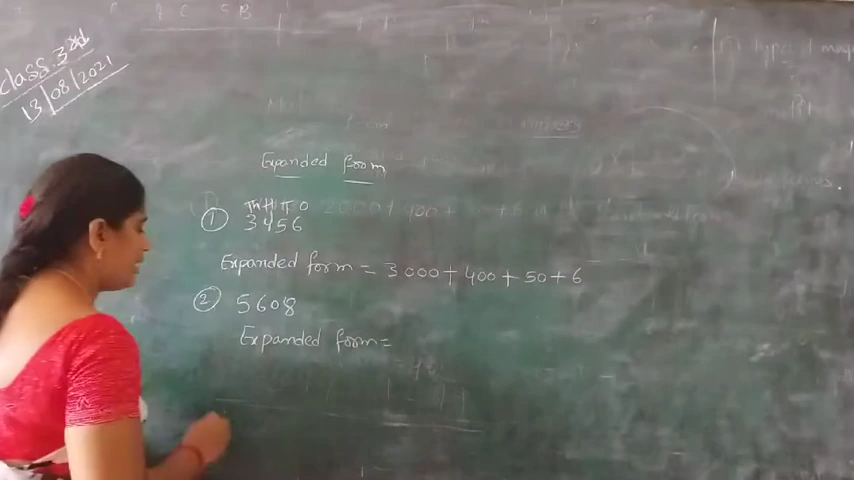 Class:3rd
13/08/2021
Expanded form
TH H T O
① 3456
Expanded form = 3000+400+50+6
② 5608
Expanded form=